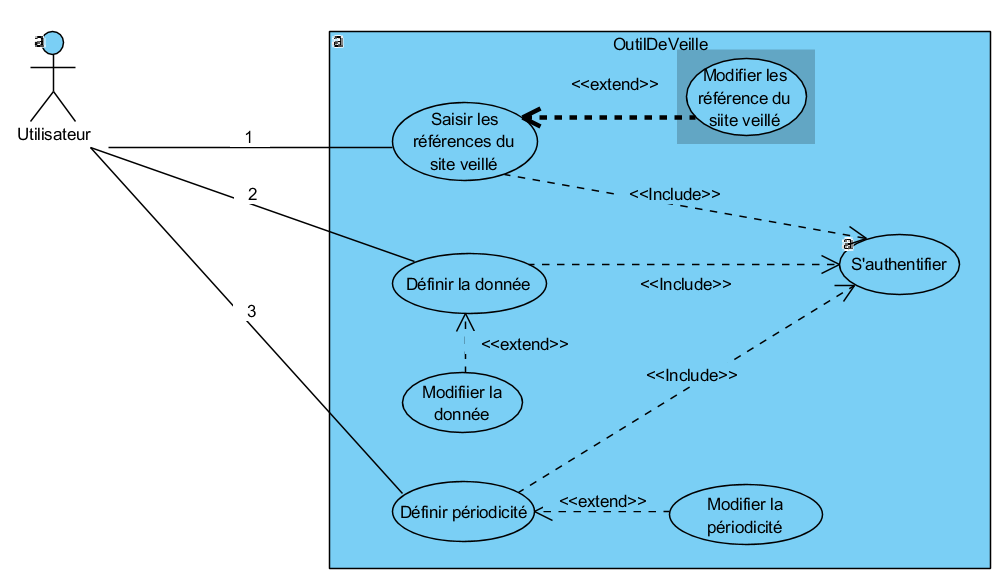 a
Utilisateur
a
OutilDeVeille
<<extend>>
Modifier les
référence du
siite veillé
Saisir les
références du
site veillé
1
<<Include>>
2
a
S'authentifier
Définir la donnée
<<Include>>
3
<<extend>>
Modifiier la
donnée
<<Include>>
Définir périodicité
<<extend>>
Modifier la
périodicité